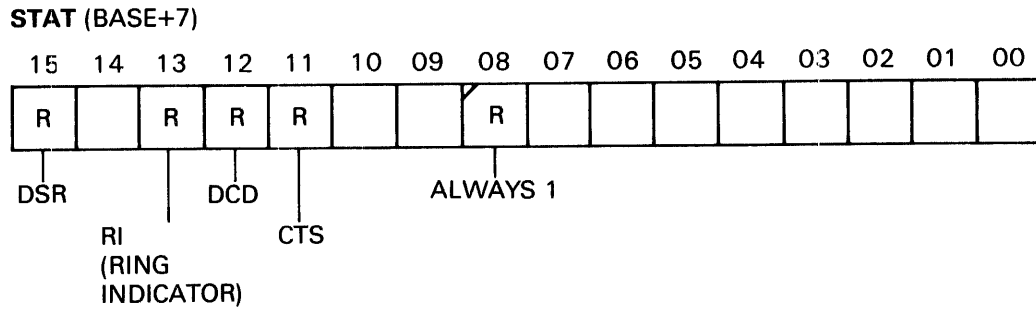 STAT (BASE+7)
15 14 13 12 11 10 09 08 07 06 05 04 03 02 01 00
R R R R R
DSR DCD ALWAYS 1
RI CTS
(RING
INDICATOR)